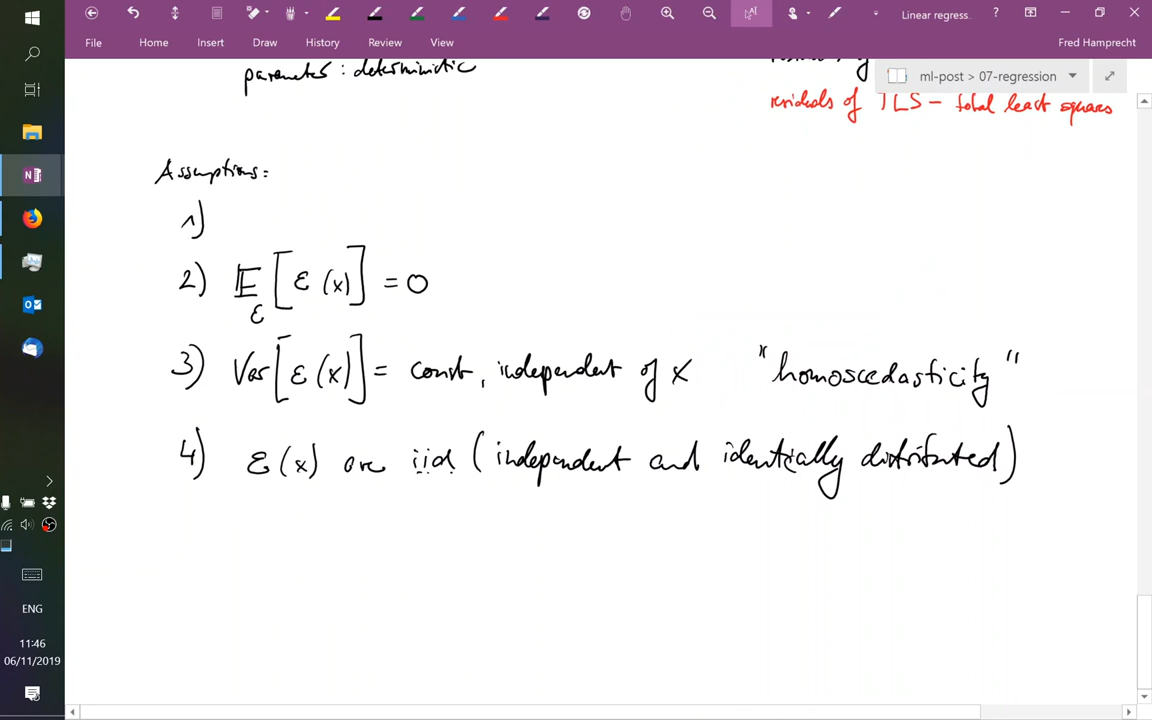 Linear regress...
File Home Insert Draw History Review View
Fred Hamprecht
ml-post > 07-regression
parameter : deterministic
residuals of TLS - total least squares
Assumptions:
1)
2) 𝔼_ε [ε(x)] = 0
3) Var[ε(x)] = const, independent of x "homoscedasticity"
4) ε(x) are iid (independent and identically distributed)
ENG
11:46
06/11/2019